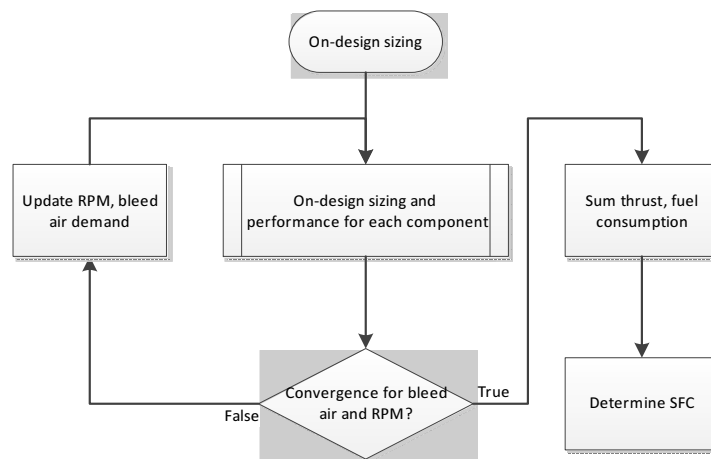 On-design sizing
Update RPM, bleed
air demand
On-design sizing and
performance for each component
Sum thrust, fuel
consumption
Convergence for bleed
air and RPM?
False
True
Determine SFC